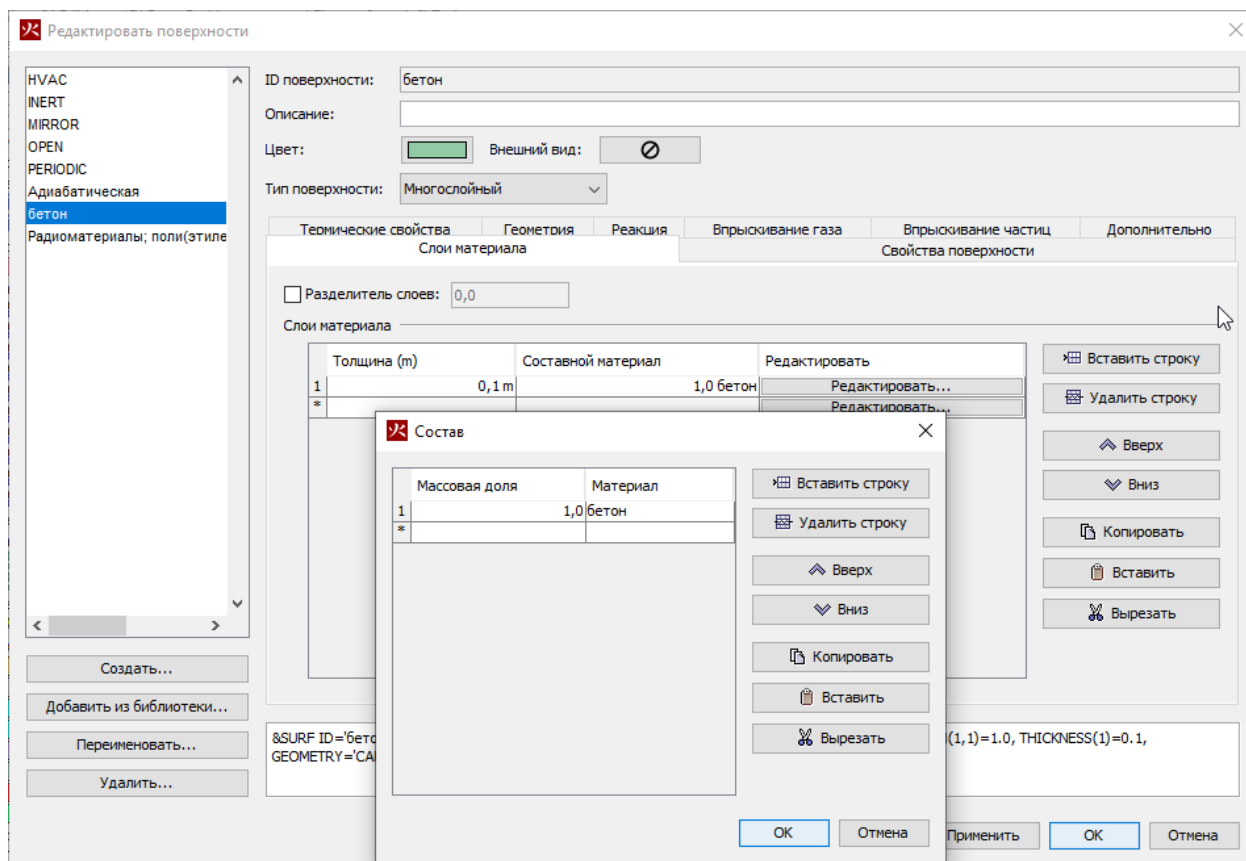 Редактировать поверхности
HVAC
INERT
MIRROR
OPEN
PERIODIC
Адиабатическая
бетон
Радиоматериалы; поли(этиле
Создать...
Добавить из библиотеки...
Переименовать...
Удалить...
ID поверхности: бетон
Описание:
Цвет: Внешний вид:
Тип поверхности: Многослойный
Термические свойства Геометрия Реакция Впрыскивание газа Впрыскивание частиц Дополнительно
Слои материала Свойства поверхности
Разделитель слоев: 0,0
Слои материала
Толщина (m) Составной материал Редактировать
1 0,1 m 1,0 бетон Редактировать...
* Редактировать...
Вставить строку
Удалить строку
Вверх
Вниз
Копировать
Вставить
Вырезать
Состав
Массовая доля Материал
1 1,0 бетон
*
Вставить строку
Удалить строку
Вверх
Вниз
Копировать
Вставить
Вырезать
OK Отмена
&SURF ID='бето (1,1)=1.0, THICKNESS(1)=0.1,
GEOMETRY='CA
Применить OK Отмена